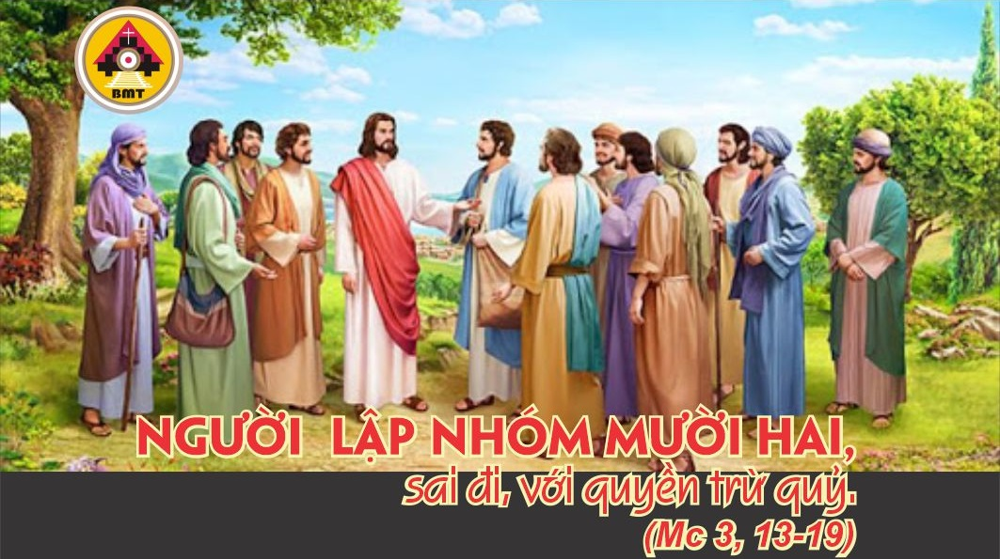 BMT
NGƯỜI LẬP NHÓM MƯỜI HAI,
sai đi, với quyền trừ quỷ.
(Mc 3, 13-19)